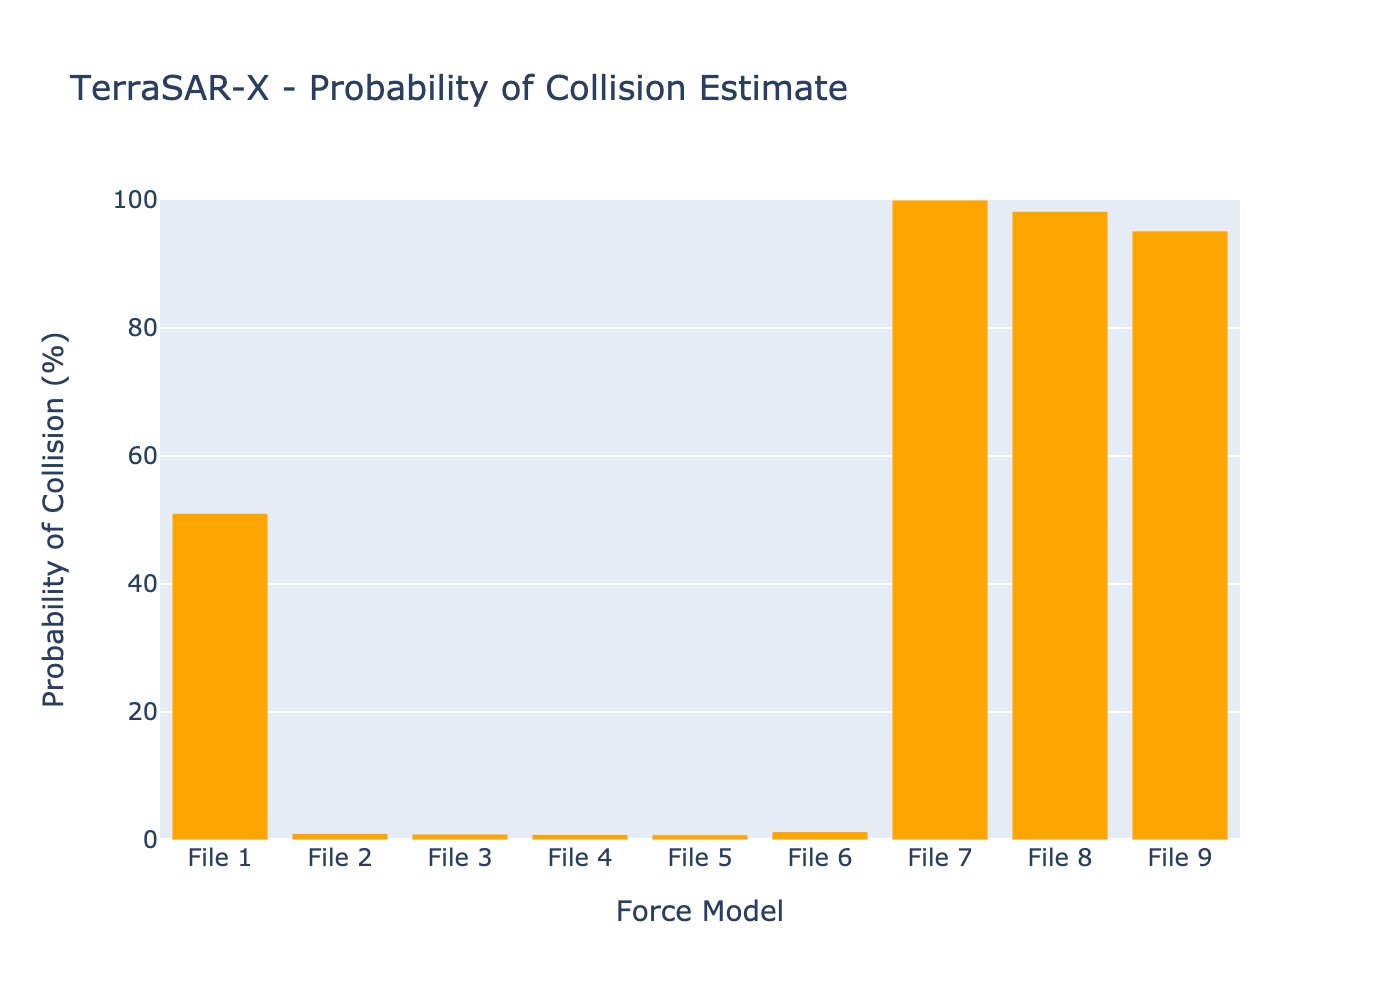 TerraSAR-X - Probability of Collision Estimate
100
80
60
40
20
0
Probability of Collision (%)
File 1 File 2 File 3 File 4 File 5 File 6 File 7 File 8 File 9
Force Model